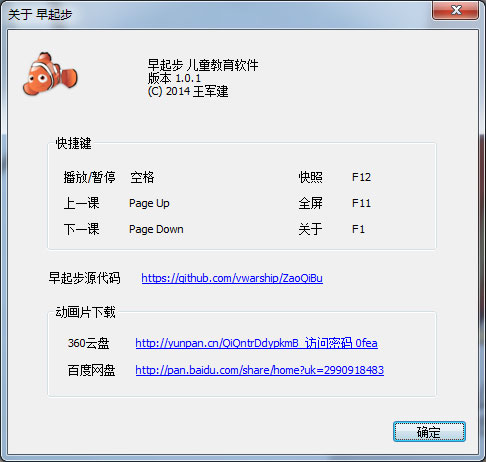 关于 早起步
早起步 儿童教育软件
版本 1.0.1
(C) 2014 王军建
快捷键
播放/暂停 空格 快照 F12
上一课 Page Up 全屏 F11
下一课 Page Down 关于 F1
早起步源代码 https://github.com/vwarship/ZaoQiBu
动画片下载
360云盘 http://yunpan.cn/QiQntrDdypkmB 访问密码 0fea
百度网盘 http://pan.baidu.com/share/home?uk=2990918483
确定